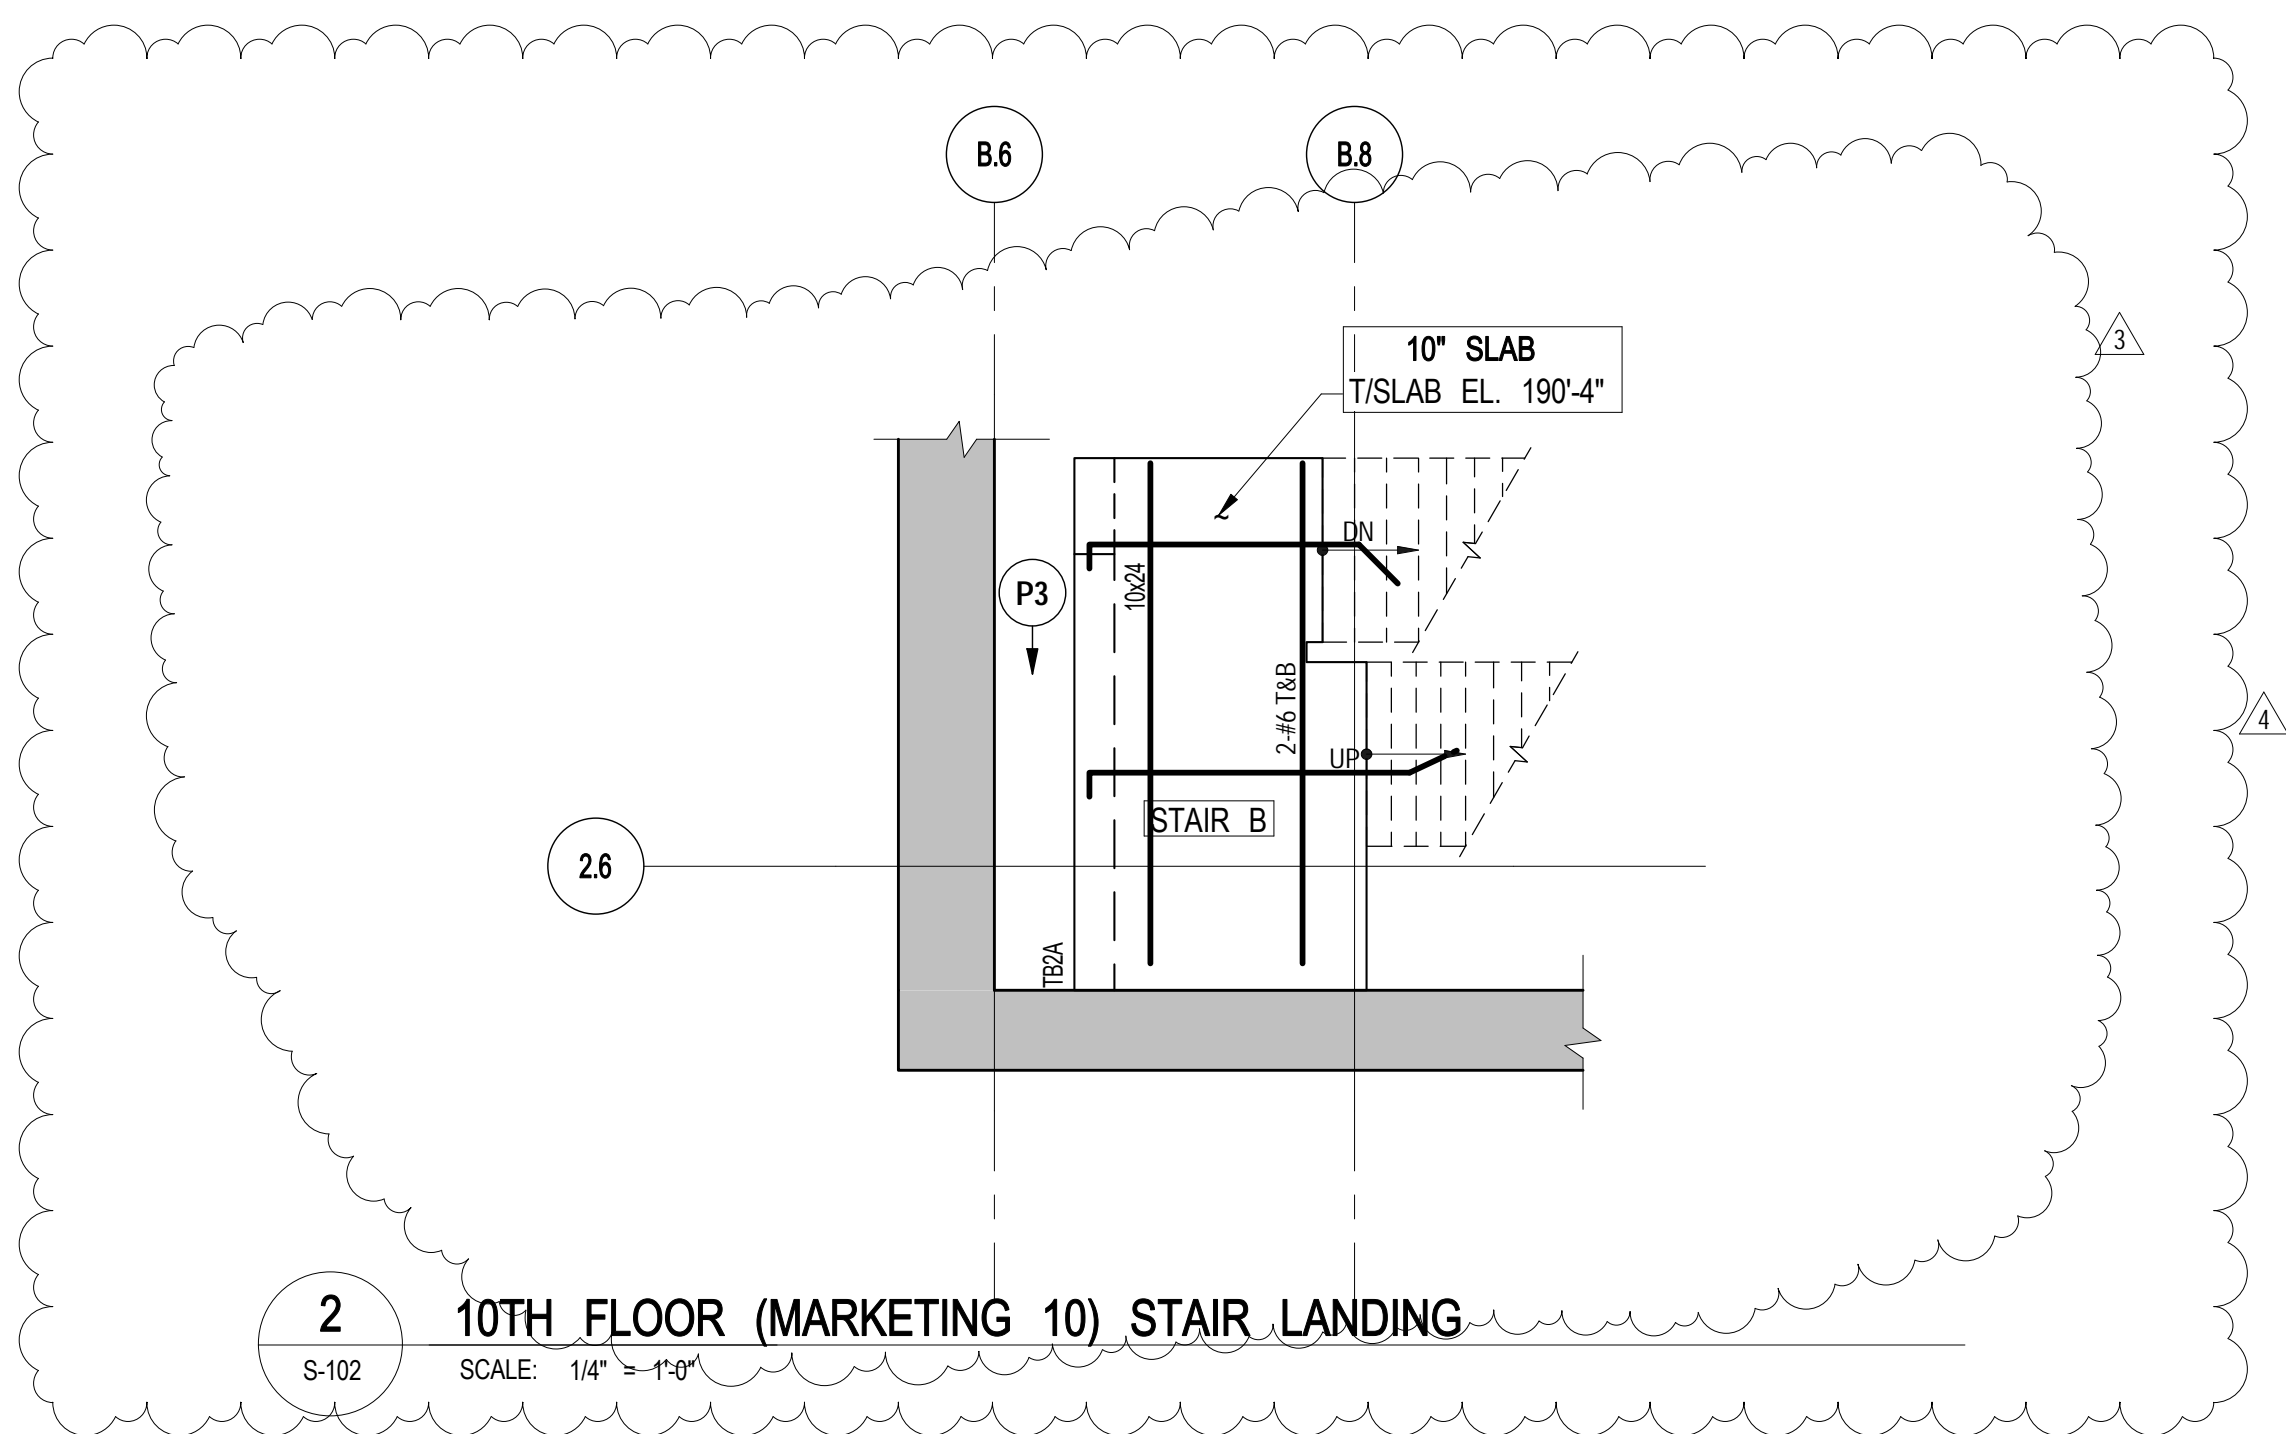 B.6
B.8
3
10" SLAB
T/SLAB EL. 190'-4"
DN
P3
10x24
2-#6 T&B
4
UP
STAIR B
2.6
TB2A
2
10TH FLOOR (MARKETING 10) STAIR LANDING
S-102
SCALE: 1/4" = 1'-0"